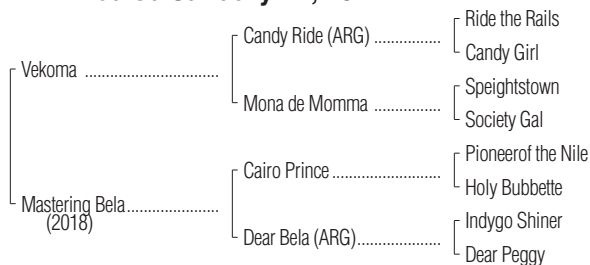 Ride the Rails
Candy Ride (ARG) ................
Candy Girl
Vekoma ................................
Speightstown
Mona de Momma ................
Society Gal
Pioneerof the Nile
Cairo Prince ..........................
Holy Bubbette
Mastering Bela......................
(2018)
Indygo Shiner
Dear Bela (ARG)....................
Dear Peggy